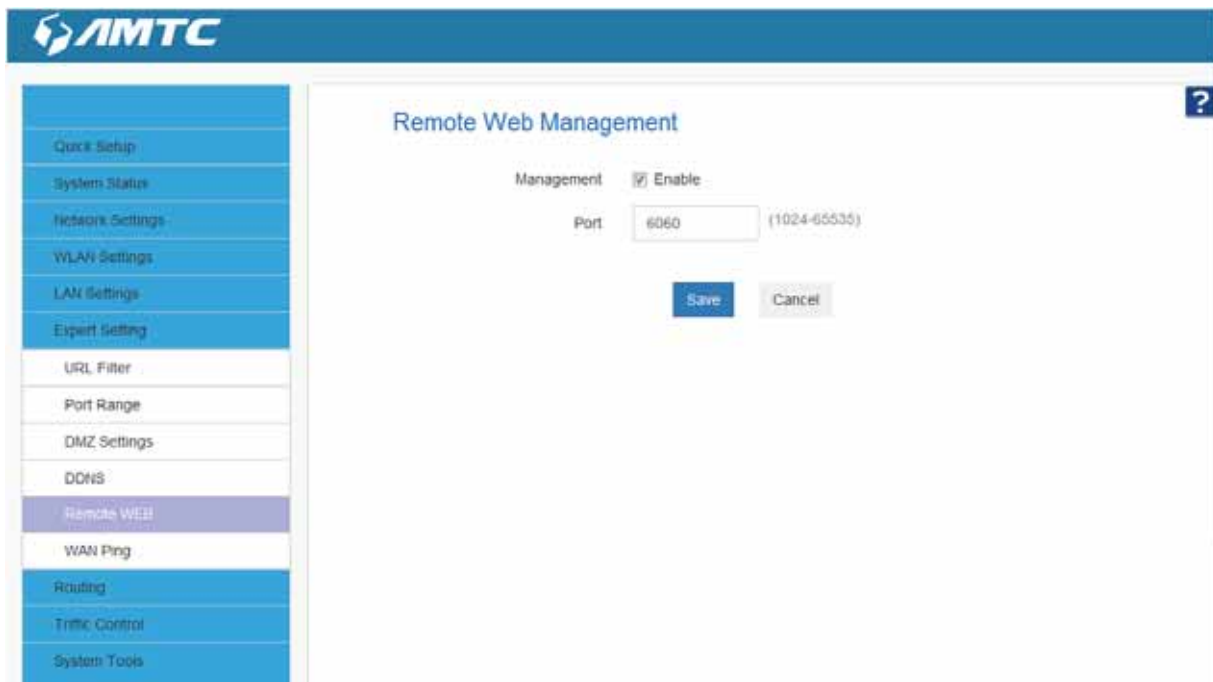 AMTC
?
Quick Setup
System Status
Network Settings
WLAN Settings
LAN Settings
Expert Setting
URL Filter
Port Range
DMZ Settings
DDNS
Remote WEB
WAN Ping
Routing
Triffic Control
System Tools
Remote Web Management
Management Enable
Port 6060 (1024-65535)
Save Cancel